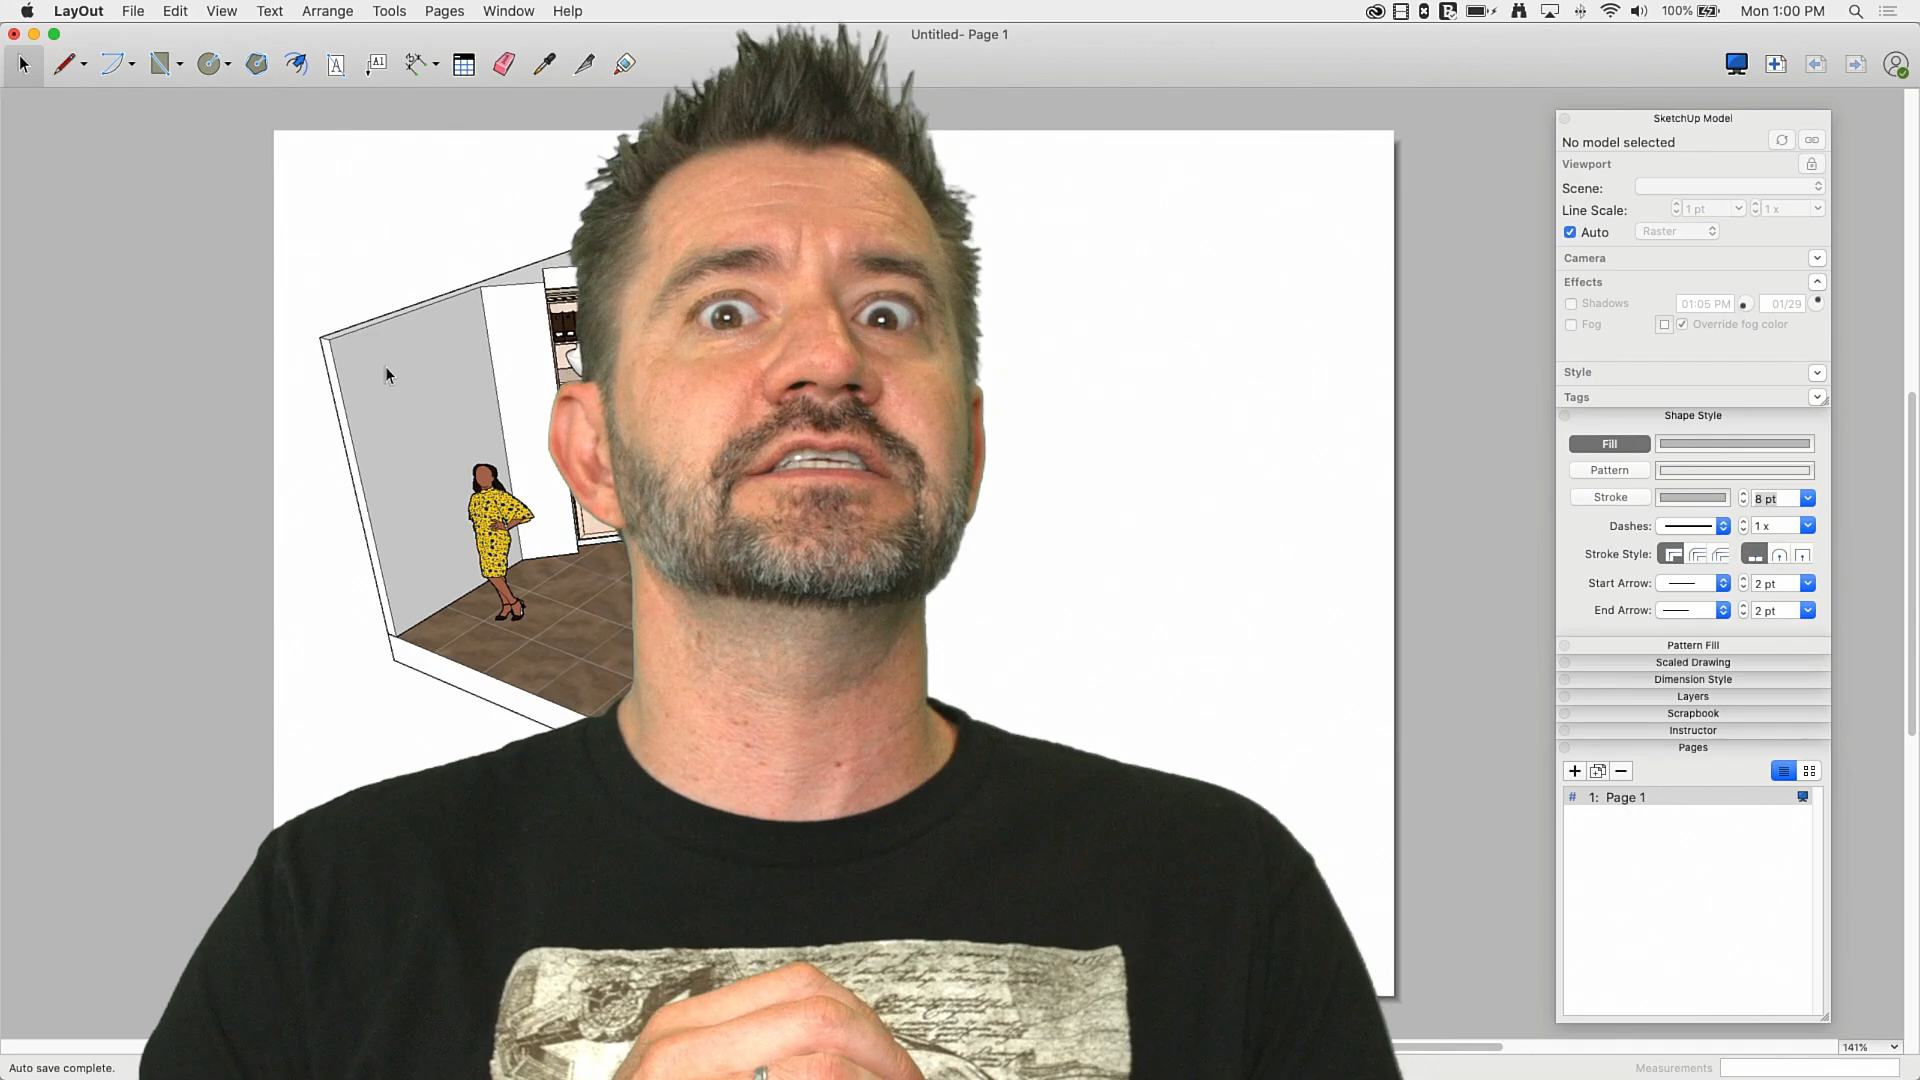 LayOut File Edit View Text Arrange Tools Pages Window Help
100% Mon 1:00 PM
Untitled- Page 1
A
A1
SketchUp Model
No model selected
Viewport
Scene:
Line Scale: 1 pt 1 x
Auto Raster
Camera
Effects
Shadows 01:05 PM 01/29
Fog Override fog color
Style
Tags
Shape Style
Fill
Pattern
Stroke 8 pt
Dashes: 1 x
Stroke Style:
Start Arrow: 2 pt
End Arrow: 2 pt
Pattern Fill
Scaled Drawing
Dimension Style
Layers
Scrapbook
Instructor
Pages
# 1: Page 1
141%
Auto save complete.
Measurements